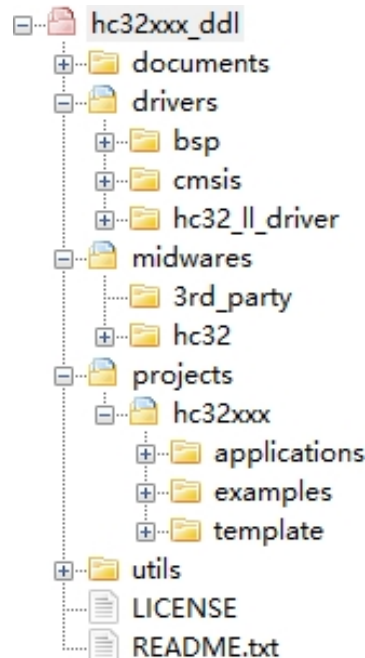 hc32xxx_ddl
documents
drivers
bsp
cmsis
hc32_ll_driver
midwares
3rd_party
hc32
projects
hc32xxx
applications
examples
template
utils
LICENSE
README.txt